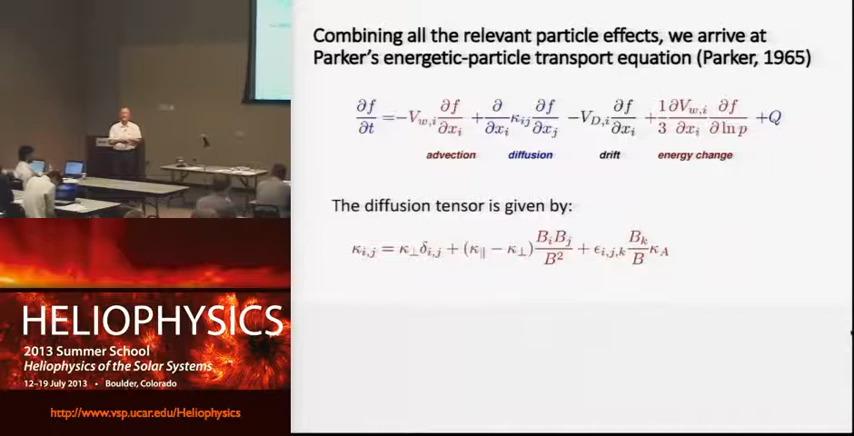 Combining all the relevant particle effects, we arrive at
Parker's energetic-particle transport equation (Parker, 1965)
∂f/∂t = −V_{w,i} ∂f/∂x_i + ∂/∂x_i κ_{ij} ∂f/∂x_j − V_{D,i} ∂f/∂x_i + 1/3 ∂V_{w,i}/∂x_i ∂f/∂ln p + Q
advection diffusion drift energy change
The diffusion tensor is given by:
κ_{i,j} = κ_⊥ δ_{i,j} + (κ_∥ − κ_⊥) B_i B_j/B² + ϵ_{i,j,k} B_k/B κ_A
HELIOPHYSICS
2013 Summer School
Heliophysics of the Solar Systems
12–19 July 2013 • Boulder, Colorado
http://www.vsp.ucar.edu/Heliophysics